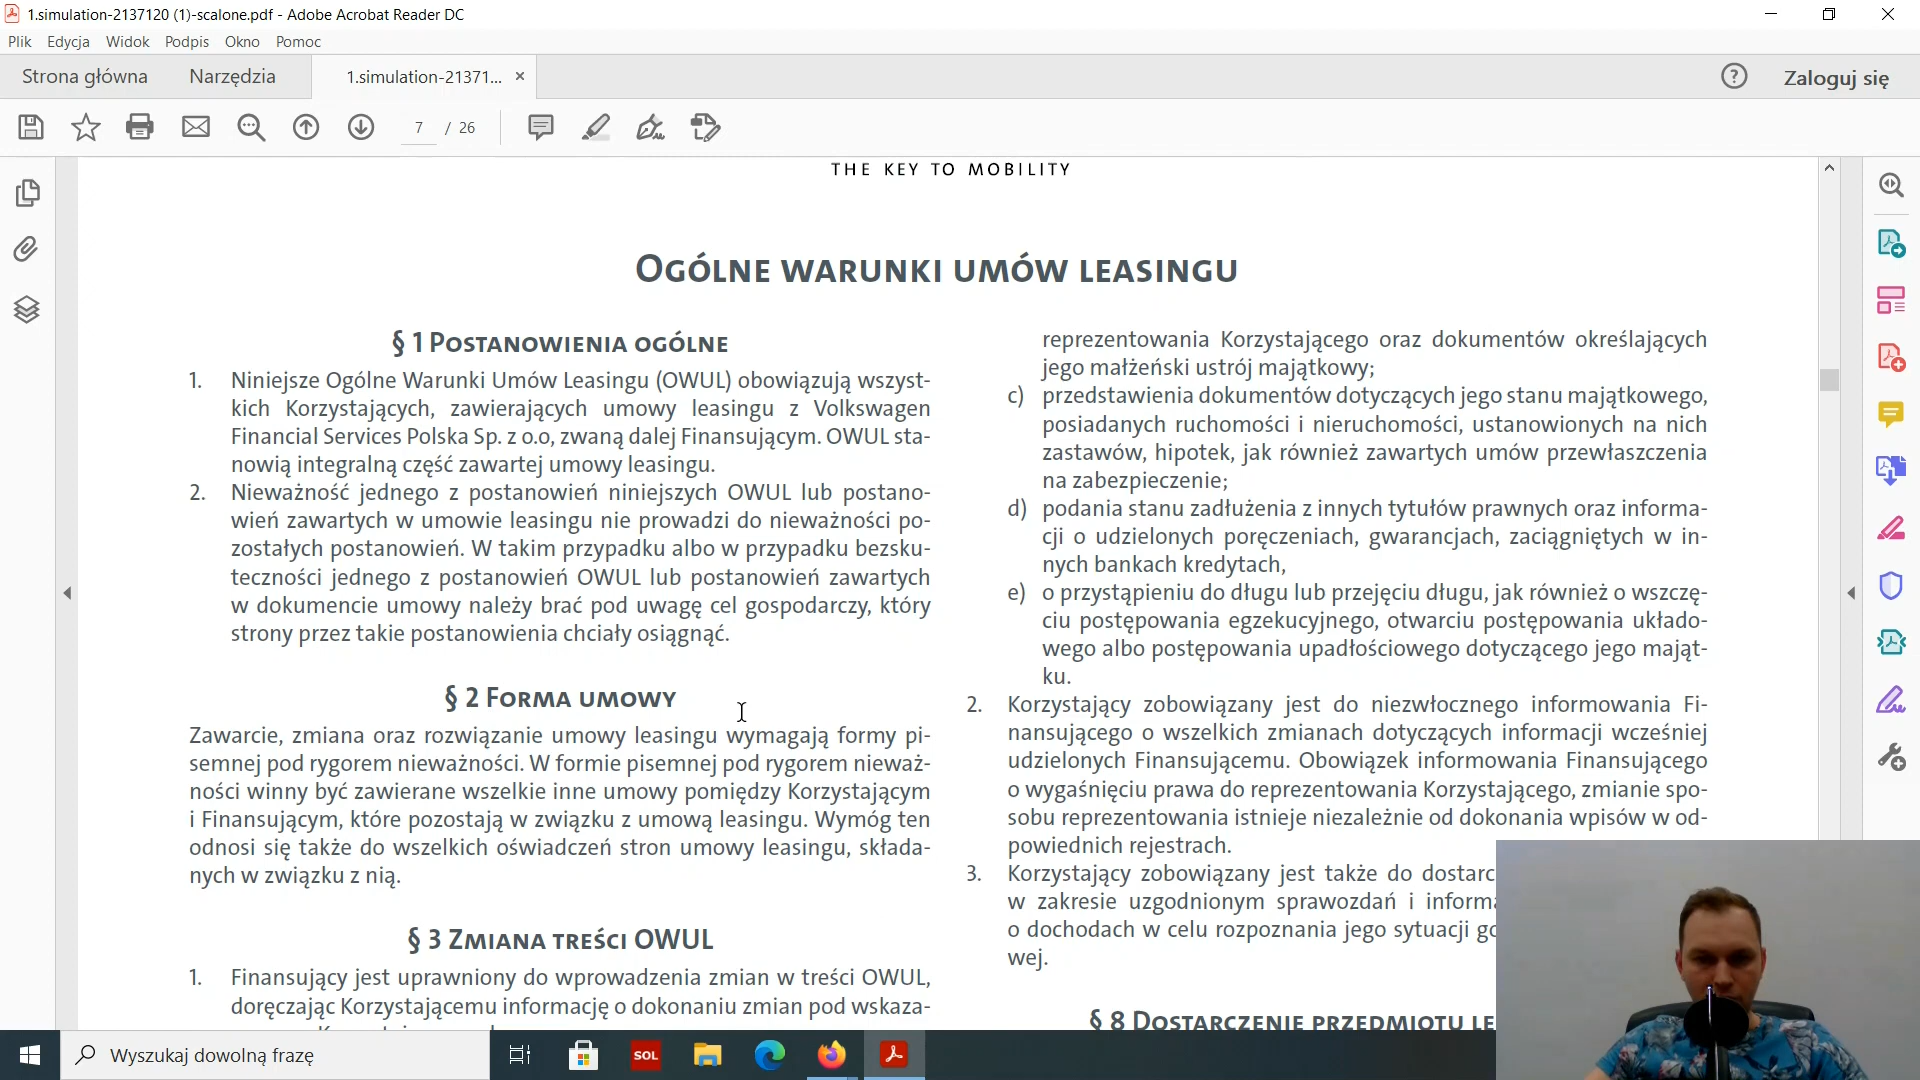 1.simulation-2137120 (1)-scalone.pdf - Adobe Acrobat Reader DC
Plik Edycja Widok Podpis Okno Pomoc
Strona główna Narzędzia 1.simulation-21371... × ? Zaloguj się
7 / 26
THE KEY TO MOBILITY
OGÓLNE WARUNKI UMÓW LEASINGU
§ 1 POSTANOWIENIA OGÓLNE
1. Niniejsze Ogólne Warunki Umów Leasingu (OWUL) obowiązują wszyst-
kich Korzystających, zawierających umowy leasingu z Volkswagen
Financial Services Polska Sp. z o.o, zwaną dalej Finansującym. OWUL sta-
nowią integralną część zawartej umowy leasingu.
2. Nieważność jednego z postanowień niniejszych OWUL lub postano-
wień zawartych w umowie leasingu nie prowadzi do nieważności po-
zostałych postanowień. W takim przypadku albo w przypadku bezsku-
teczności jednego z postanowień OWUL lub postanowień zawartych
w dokumencie umowy należy brać pod uwagę cel gospodarczy, który
strony przez takie postanowienia chciały osiągnąć.
§ 2 FORMA UMOWY
Zawarcie, zmiana oraz rozwiązanie umowy leasingu wymagają formy pi-
semnej pod rygorem nieważności. W formie pisemnej pod rygorem nieważ-
ności winny być zawierane wszelkie inne umowy pomiędzy Korzystającym
i Finansującym, które pozostają w związku z umową leasingu. Wymóg ten
odnosi się także do wszelkich oświadczeń stron umowy leasingu, składa-
nych w związku z nią.
§ 3 ZMIANA TREŚCI OWUL
1. Finansujący jest uprawniony do wprowadzenia zmian w treści OWUL,
doręczając Korzystającemu informację o dokonaniu zmian pod wskaza-
reprezentowania Korzystającego oraz dokumentów określających
jego małżeński ustrój majątkowy;
c) przedstawienia dokumentów dotyczących jego stanu majątkowego,
posiadanych ruchomości i nieruchomości, ustanowionych na nich
zastawów, hipotek, jak również zawartych umów przewłaszczenia
na zabezpieczenie;
d) podania stanu zadłużenia z innych tytułów prawnych oraz informa-
cji o udzielonych poręczeniach, gwarancjach, zaciągniętych w in-
nych bankach kredytach,
e) o przystąpieniu do długu lub przejęciu długu, jak również o wszczę-
ciu postępowania egzekucyjnego, otwarciu postępowania układo-
wego albo postępowania upadłościowego dotyczącego jego mająt-
ku.
2. Korzystający zobowiązany jest do niezwłocznego informowania Fi-
nansującego o wszelkich zmianach dotyczących informacji wcześniej
udzielonych Finansującemu. Obowiązek informowania Finansującego
o wygaśnięciu prawa do reprezentowania Korzystającego, zmianie spo-
sobu reprezentowania istnieje niezależnie od dokonania wpisów w od-
powiednich rejestrach.
3. Korzystający zobowiązany jest także do dostarc
w zakresie uzgodnionym sprawozdań i informa
o dochodach w celu rozpoznania jego sytuacji go
wej.
§ 8 DOSTARCZENIE PRZEDMIOTU LE
Wyszukaj dowolną frazę
SOL